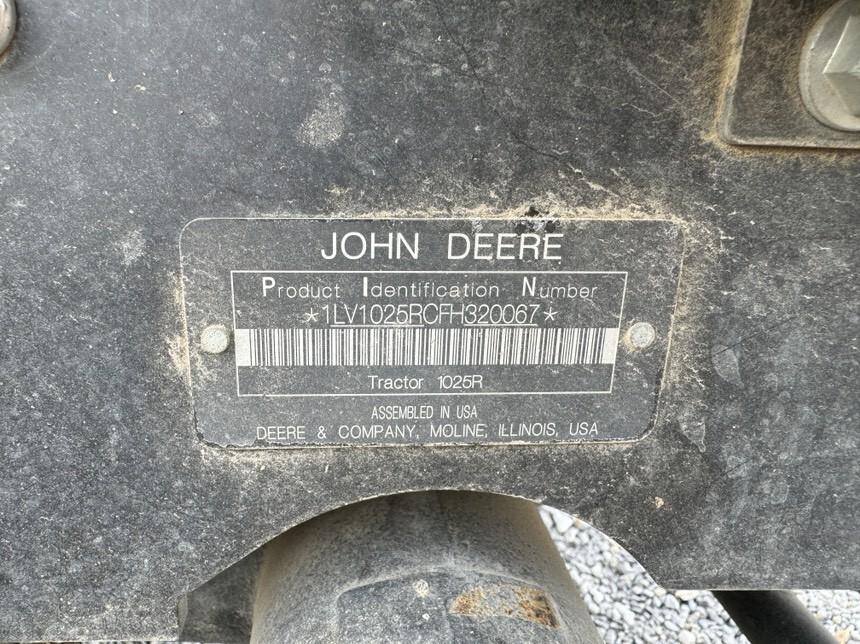 JOHN DEERE
Product Identification Number
*1LV1025RCFH320067*
Tractor 1025R
ASSEMBLED IN USA
DEERE & COMPANY, MOLINE, ILLINOIS, USA